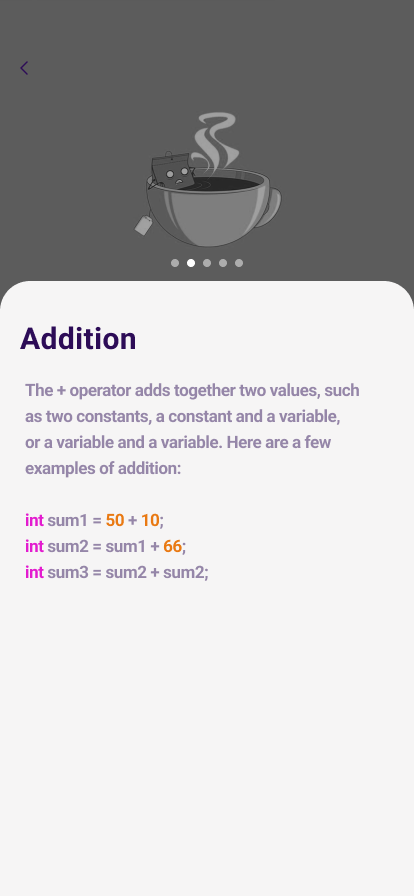 Addition
The + operator adds together two values, such
as two constants, a constant and a variable,
or a variable and a variable. Here are a few
examples of addition:
int sum1 = 50 + 10;
int sum2 = sum1 + 66;
int sum3 = sum2 + sum2;